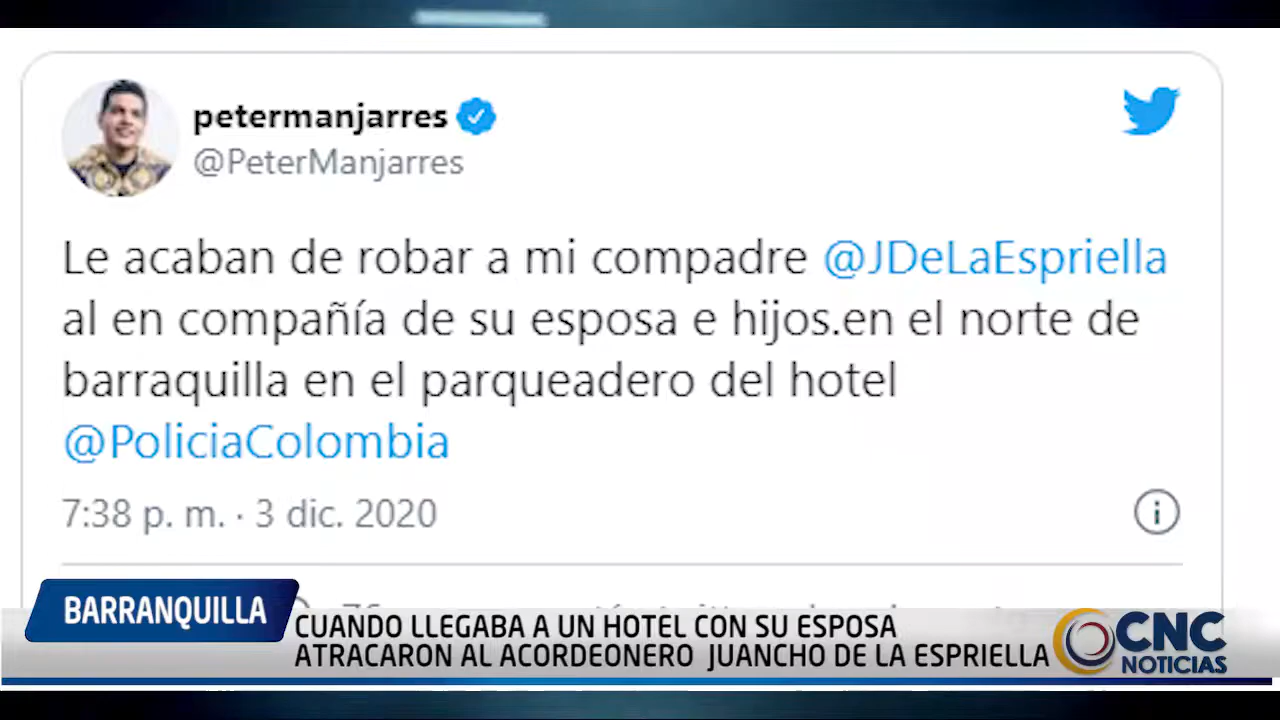 petermanjarres
@PeterManjarres
Le acaban de robar a mi compadre @JDeLaEspriella
al en compañía de su esposa e hijos.en el norte de
barraquilla en el parqueadero del hotel
@PoliciaColombia
7:38 p. m. · 3 dic. 2020
BARRANQUILLA
CUANDO LLEGABA A UN HOTEL CON SU ESPOSA
ATRACARON AL ACORDEONERO JUANCHO DE LA ESPRIELLA
CNC
NOTICIAS